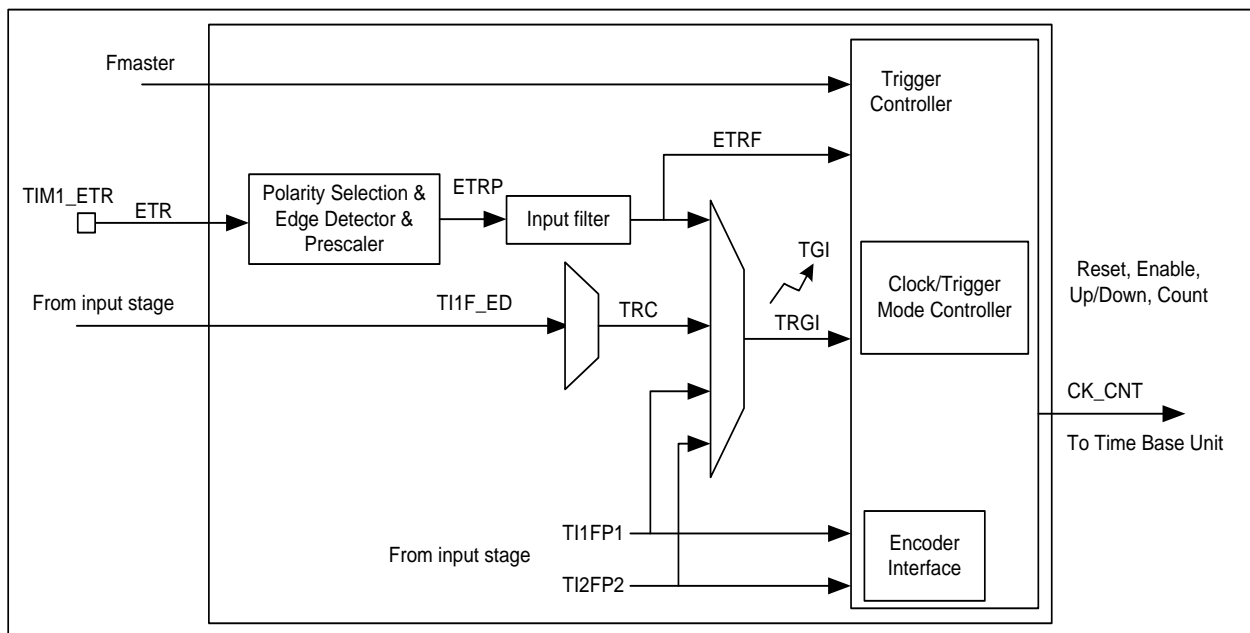 Fmaster
Trigger
Controller
ETRF
TIM1_ETR
ETR
Polarity Selection &
Edge Detector &
Prescaler
ETRP
Input filter
TGI
Clock/Trigger
Mode Controller
Reset, Enable,
Up/Down, Count
From input stage
TI1F_ED
TRC
TRGI
CK_CNT
To Time Base Unit
From input stage
TI1FP1
TI2FP2
Encoder
Interface